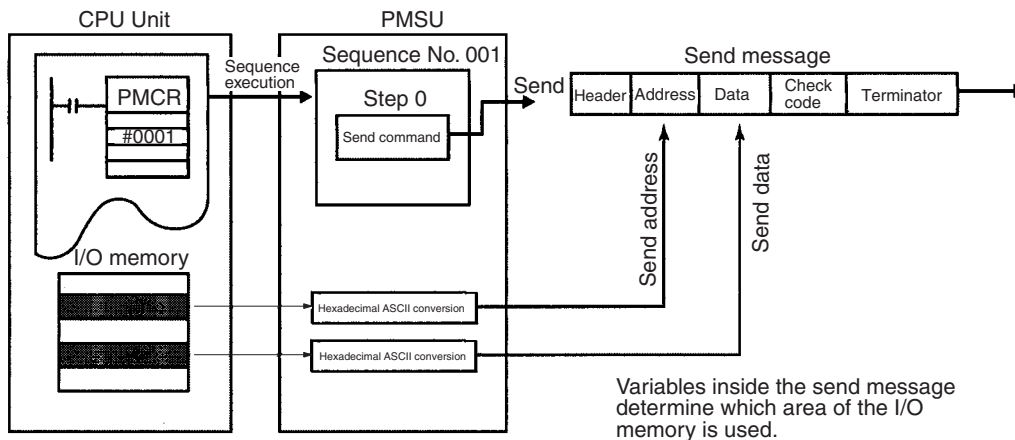 CPU Unit
PMSU
Sequence No. 001
Send message
Sequence
execution
PMCR
#0001
Step 0
Send command
Send
Header
Address
Data
Check
code
Terminator
Send address
Send data
I/O memory
Hexadecimal ASCII conversion
Hexadecimal ASCII conversion
Variables inside the send message
determine which area of the I/O
memory is used.